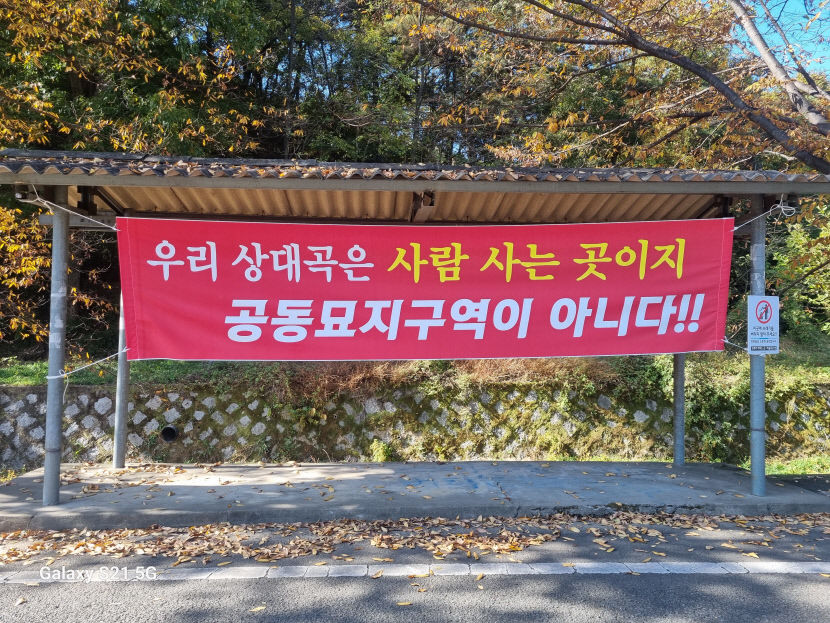 우리 상대곡은 사람 사는 곳이지
공동묘지구역이 아니다!!
Galaxy S21 5G